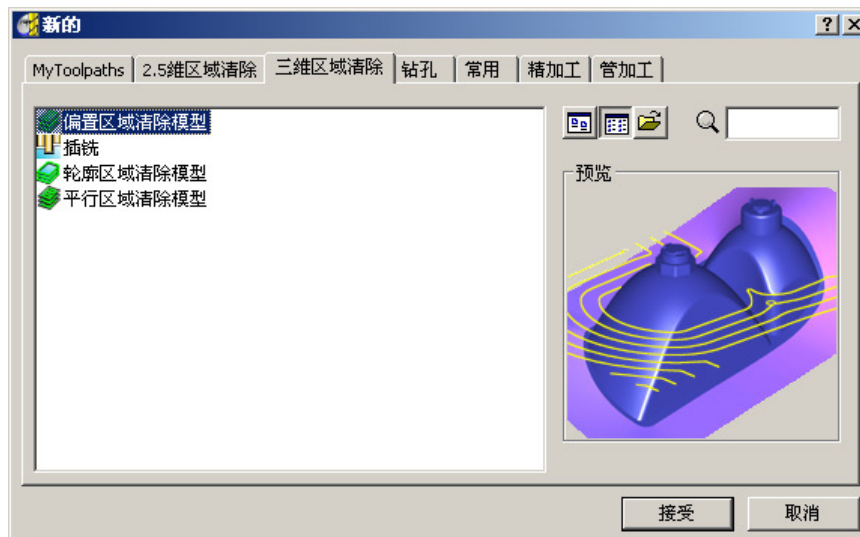 新的
MyToolpaths 2.5维区域清除 三维区域清除 钻孔 常用 精加工 管加工
偏置区域清除模型
插铣
轮廓区域清除模型
平行区域清除模型
预览
接受 取消